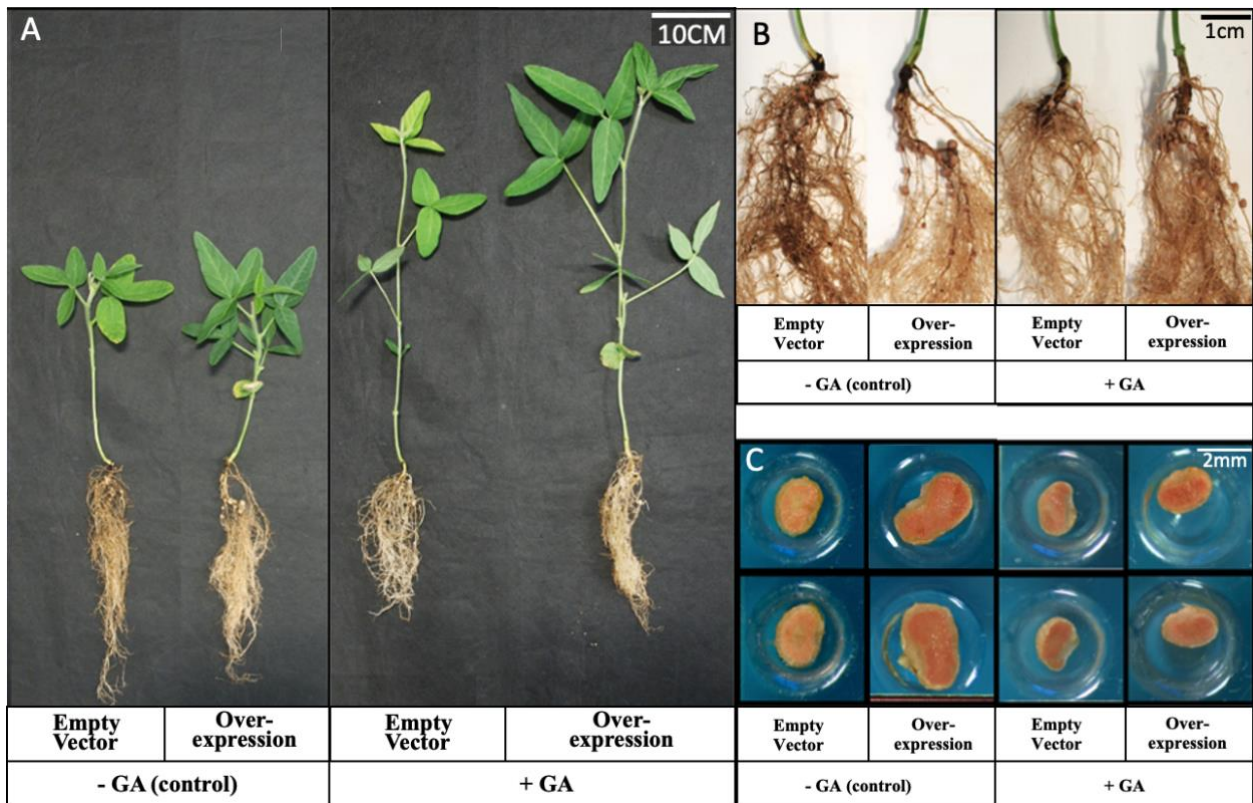 A
10CM
Empty
Vector
Over-
expression
Empty
Vector
Over-
expression
- GA (control)
+ GA
B
1cm
Empty
Vector
Over-
expression
Empty
Vector
Over-
expression
- GA (control)
+ GA
C
2mm
Empty
Vector
Over-
expression
Empty
Vector
Over-
expression
- GA (control)
+ GA